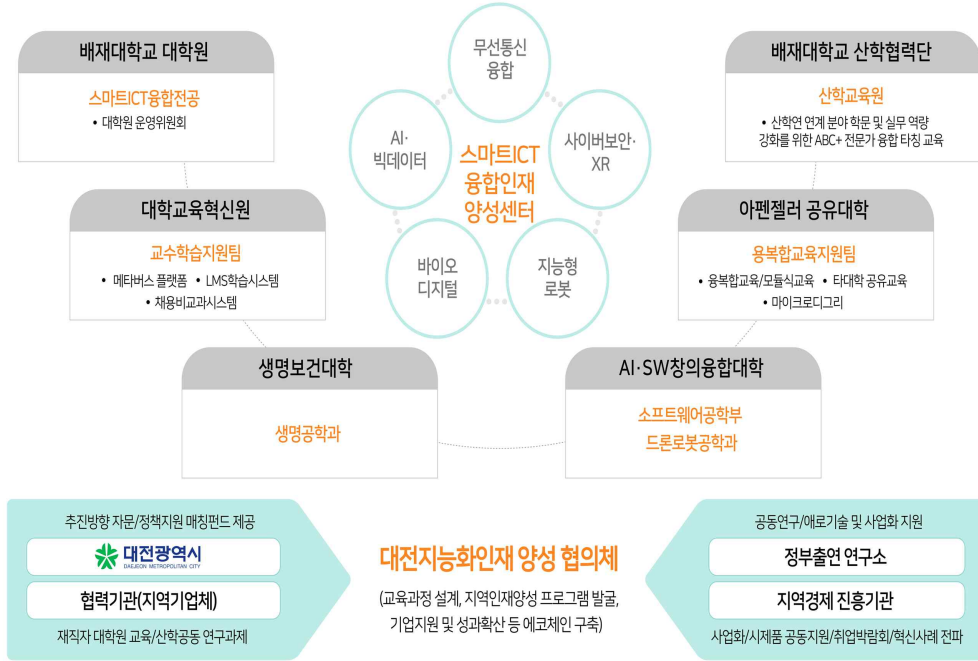 배재대학교 대학원
스마트ICT융합전공
• 대학원 운영위원회
무선통신
융합
AI·
빅데이터
사이버보안·
XR
바이오
디지털
지능형
로봇
스마트ICT
융합인재
양성센터
배재대학교 산학협력단
산학교육원
• 산학연 연계 분야 학문 및 실무 역량
강화를 위한 ABC+ 전문가 융합 타칭 교육
대학교육혁신원
교수학습지원팀
• 메타버스 플랫폼 • LMS학습시스템
• 채용비교과시스템
아펜젤러 공유대학
용복합교육지원팀
• 융복합교육/모듈식교육 • 타대학 공유교육
• 마이크로디그리
생명보건대학
생명공학과
AI·SW창의융합대학
소프트웨어공학부
드론로봇공학과
추진방향 자문/정책지원 매칭펀드 제공
대전광역시
DAEJEON METROPOLITAN CITY
협력기관(지역기업체)
재직자 대학원 교육/산학공동 연구과제
대전지능화인재 양성 협의체
(교육과정 설계, 지역인재양성 프로그램 발굴,
기업지원 및 성과확산 등 에코체인 구축)
공동연구/애로기술 및 사업화 지원
정부출연 연구소
지역경제 진흥기관
사업화/시제품 공동지원/취업박람회/혁신사례 전파